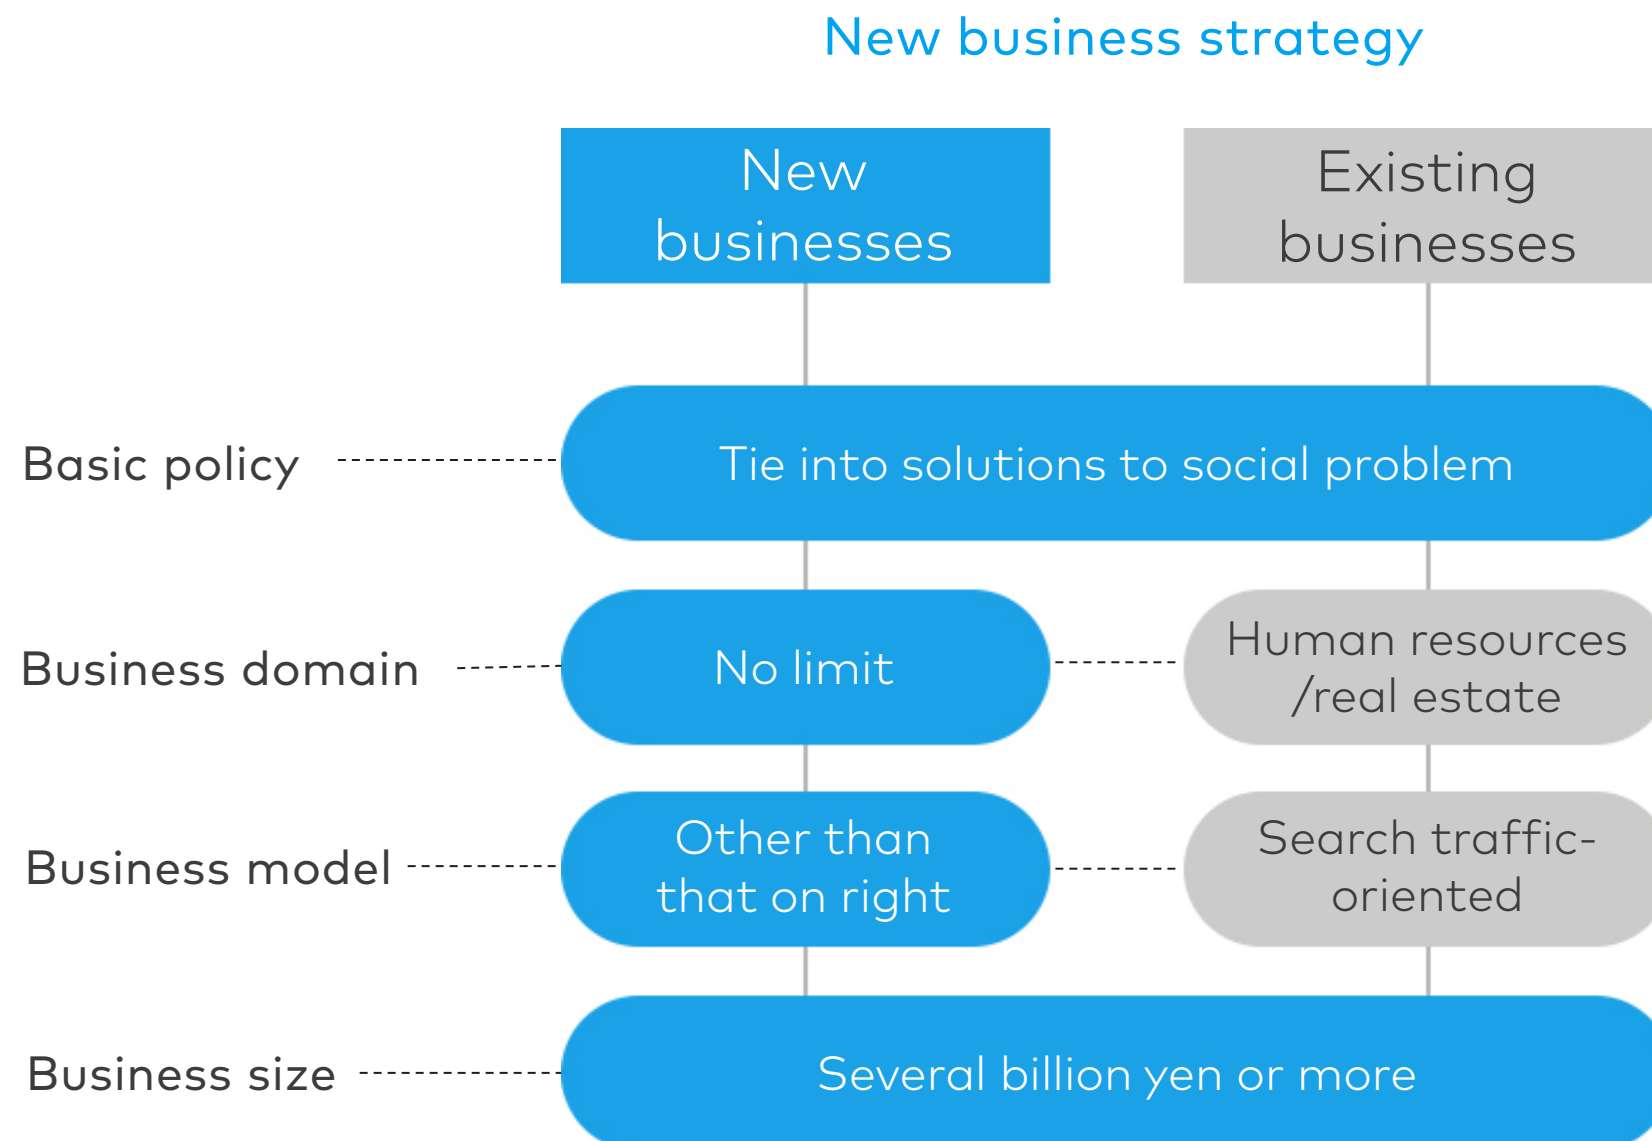 New business strategy
New
businesses
Existing
businesses
Basic policy
Tie into solutions to social problem
Business domain
No limit
Human resources
/real estate
Business model
Other than
that on right
Search traffic-
oriented
Business size
Several billion yen or more